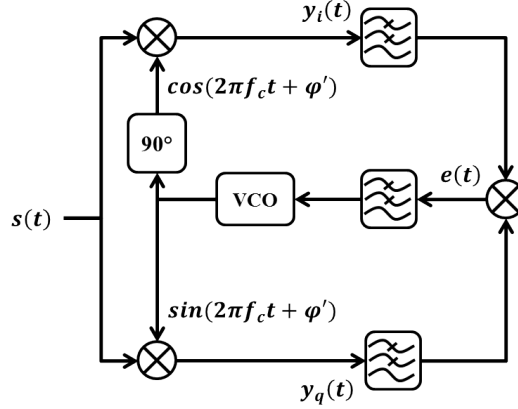 y_i(t)
cos(2πf_ct + φ′)
90°
VCO
e(t)
s(t)
sin(2πf_ct + φ′)
y_q(t)